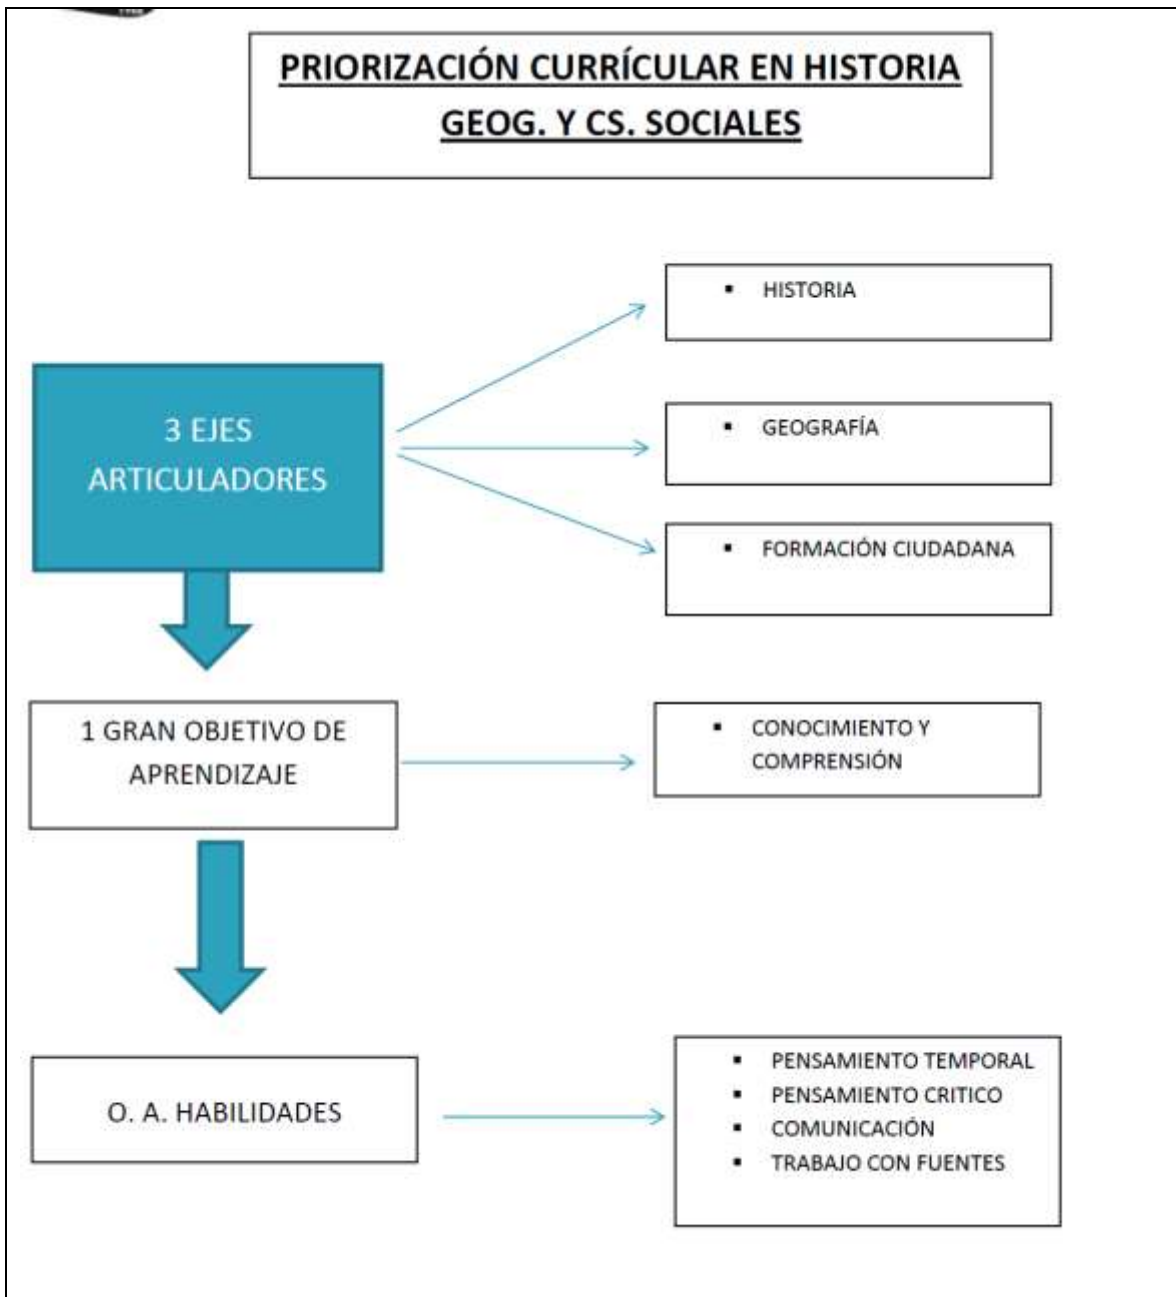 PRIORIZACIÓN CURRÍCULAR EN HISTORIA
GEOG. Y CS. SOCIALES
▪ HISTORIA
3 EJES
ARTICULADORES
▪ GEOGRAFÍA
▪ FORMACIÓN CIUDADANA
1 GRAN OBJETIVO DE
APRENDIZAJE
▪ CONOCIMIENTO Y
COMPRENSIÓN
O. A. HABILIDADES
▪ PENSAMIENTO TEMPORAL
▪ PENSAMIENTO CRITICO
▪ COMUNICACIÓN
▪ TRABAJO CON FUENTES